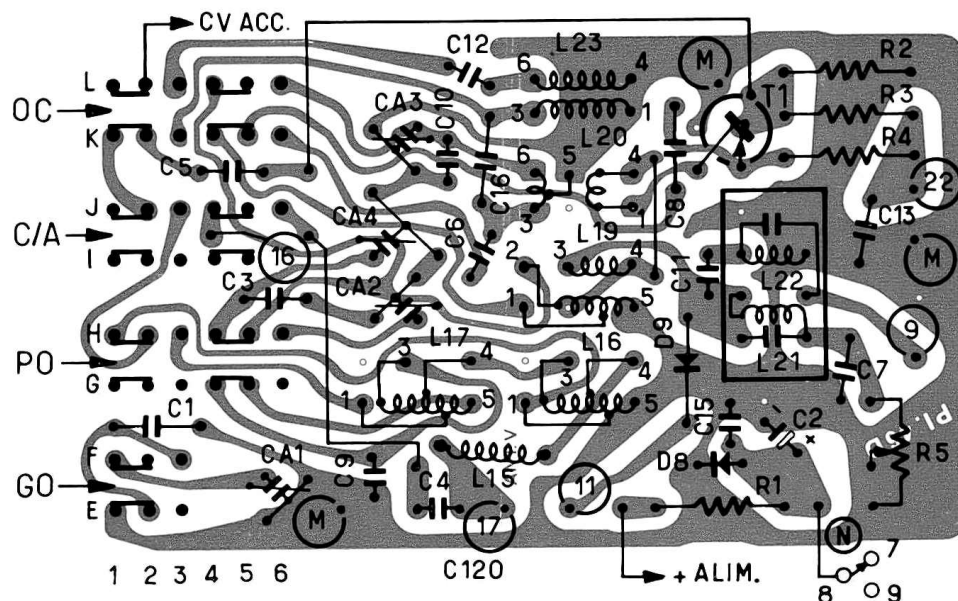 CV ACC.
C12
L23
6
4
M
R2
L
OC
CA3
C10
3
1
T1
R3
K
L20
R4
C5
6
5
4
C16
22
J
CA4
C6
3
1
C8
C13
C/A
I
16
2
L19
3
4
C11
M
C3
CA2
L22
1
5
H
L17
L16
D9
9
PO
3
4
3
4
L21
G
C7
1
5
1
5
C1
C15
C2
F
CA1
C9
L15
D8
R5
GO
C4
11
R1
E
M
17
N
1 2 3 4 5 6
C120
+ ALIM.
7
8
9